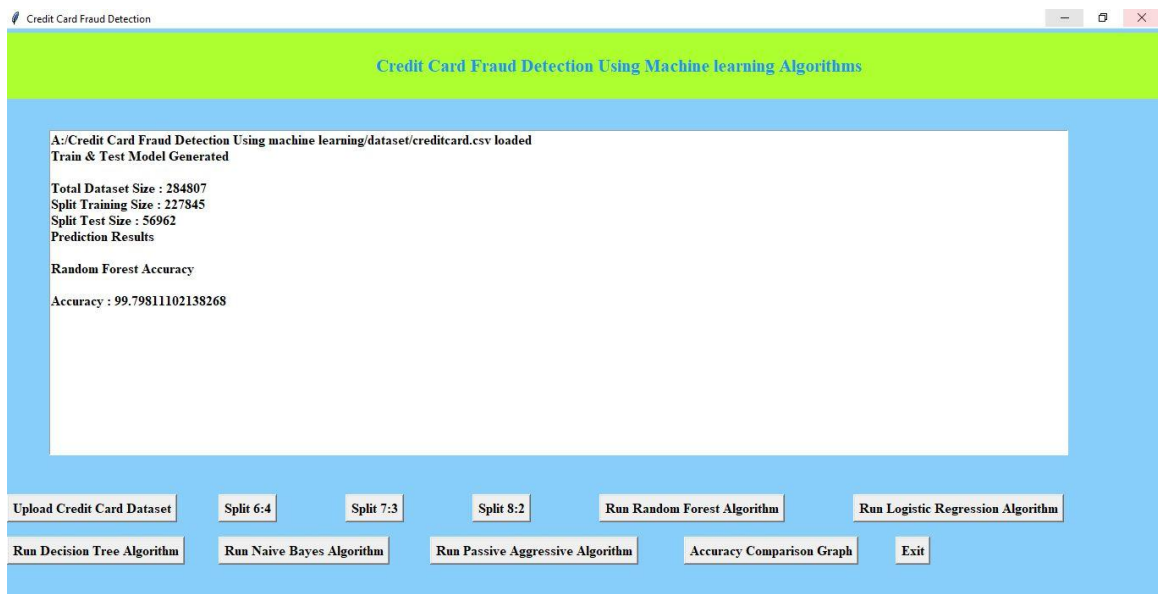 Credit Card Fraud Detection
Credit Card Fraud Detection Using Machine learning Algorithms
A:/Credit Card Fraud Detection Using machine learning/dataset/creditcard.csv loaded
Train & Test Model Generated
Total Dataset Size : 284807
Split Training Size : 227845
Split Test Size : 56962
Prediction Results
Random Forest Accuracy
Accuracy : 99.79811102138268
Upload Credit Card Dataset Split 6:4 Split 7:3 Split 8:2 Run Random Forest Algorithm Run Logistic Regression Algorithm
Run Decision Tree Algorithm Run Naive Bayes Algorithm Run Passive Aggressive Algorithm Accuracy Comparison Graph Exit